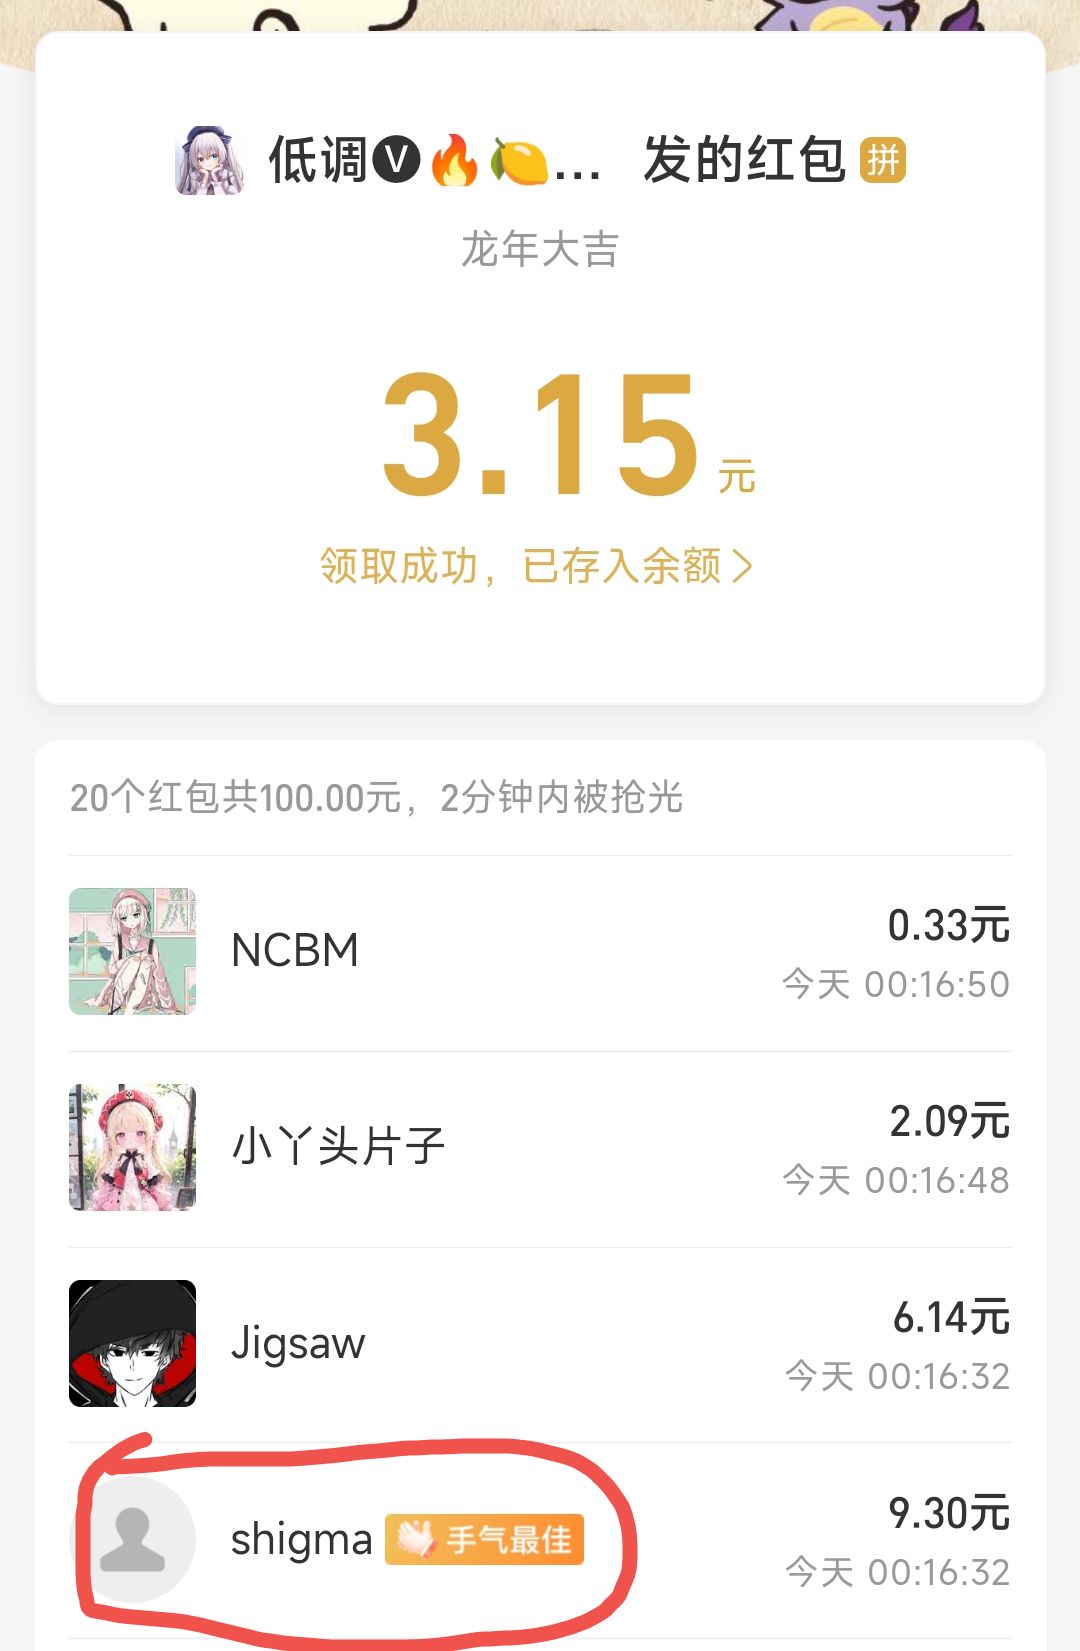 低调🅥🔥🍋... 发的红包 拼
龙年大吉
3.15元
领取成功，已存入余额>
20个红包共100.00元，2分钟内被抢光
NCBM
0.33元
今天 00:16:50
小丫头片子
2.09元
今天 00:16:48
Jigsaw
6.14元
今天 00:16:32
shigma 手气最佳
9.30元
今天 00:16:32